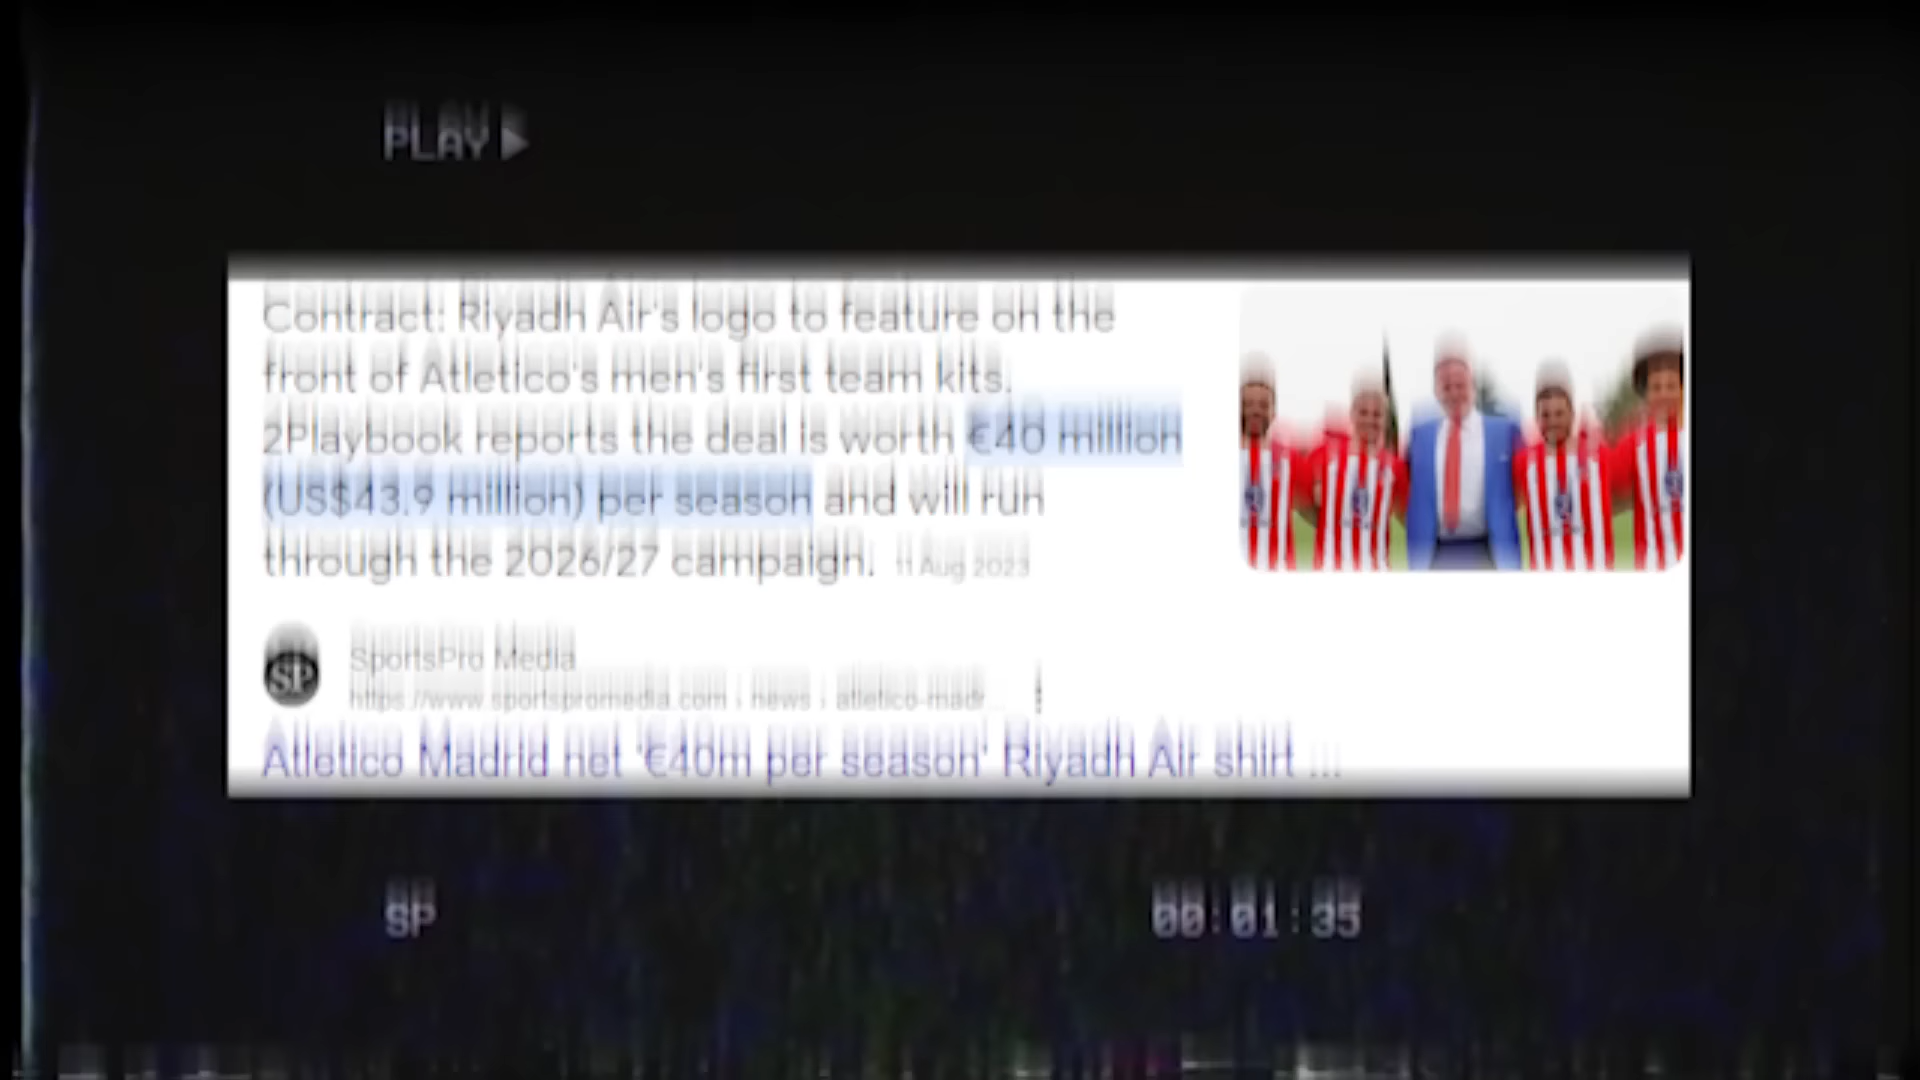 PLAY
Contract: Riyadh Air's logo to feature on the
front of Atletico's men's first team kits.
2Playbook reports the deal is worth €40 million
(US$43.9 million) per season and will run
through the 2026/27 campaign. 11 Aug 2023
SP
SportsPro Media
https://www.sportspromedia.com › news › atletico-madr...
Atletico Madrid net '€40m per season' Riyadh Air shirt ...
SP
00:01:35